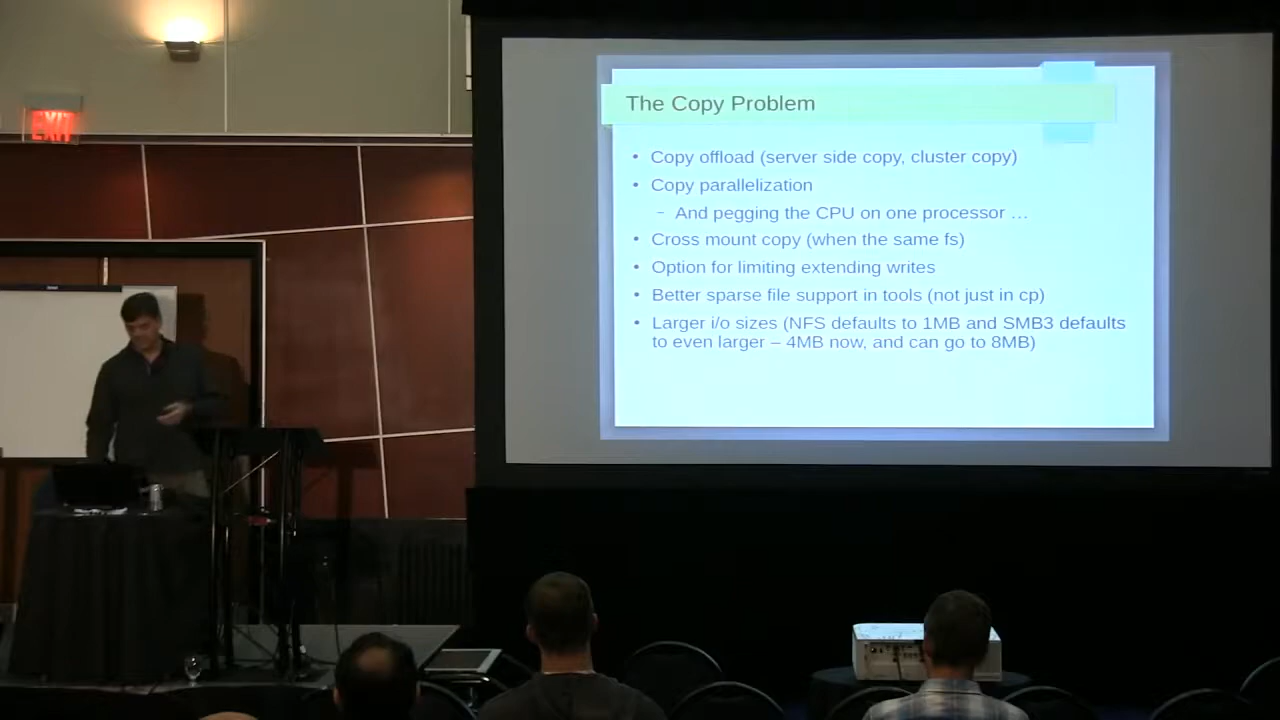 EXIT
The Copy Problem
• Copy offload (server side copy, cluster copy)
• Copy parallelization
– And pegging the CPU on one processor …
• Cross mount copy (when the same fs)
• Option for limiting extending writes
• Better sparse file support in tools (not just in cp)
• Larger i/o sizes (NFS defaults to 1MB and SMB3 defaults
to even larger – 4MB now, and can go to 8MB)